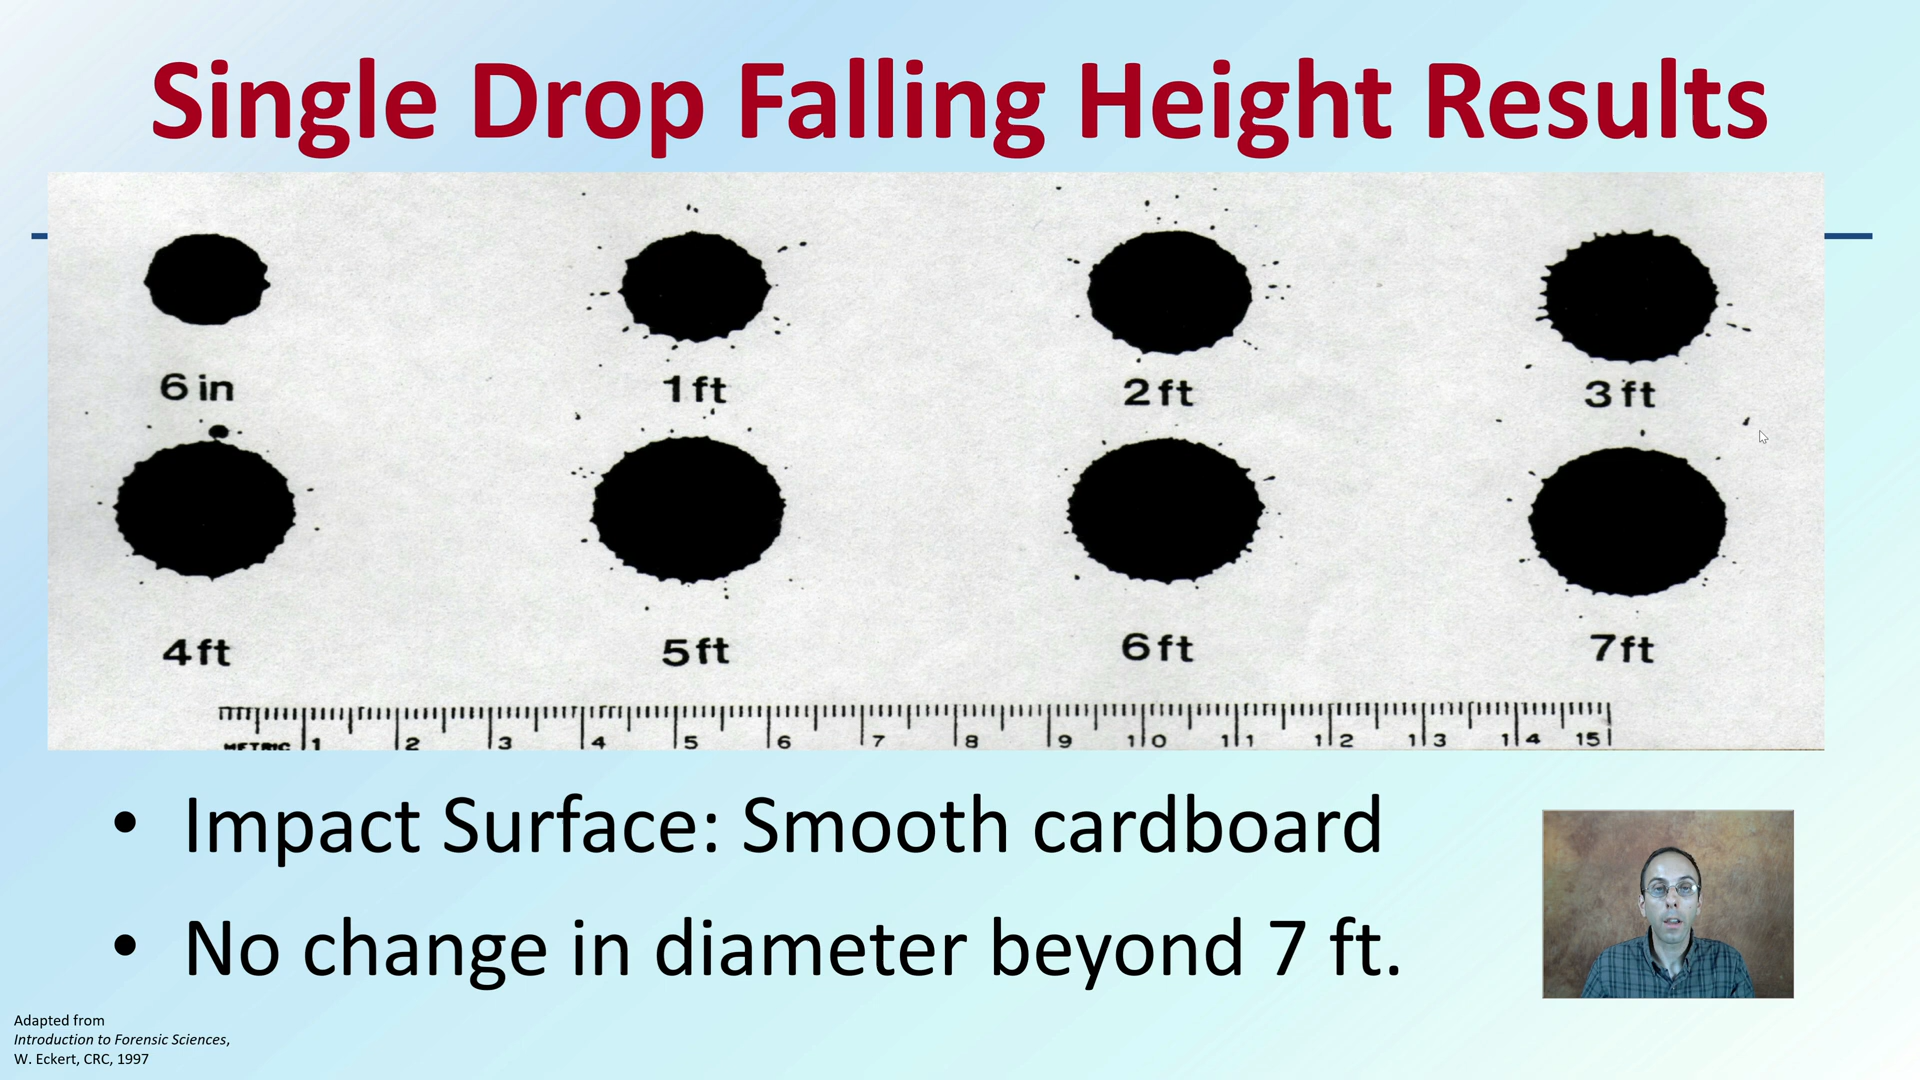 Single Drop Falling Height Results
6 in 1 ft 2 ft 3 ft
4 ft 5 ft 6 ft 7 ft
METRIC 1 2 3 4 5 6 7 8 9 10 11 12 13 14 15
• Impact Surface: Smooth cardboard
• No change in diameter beyond 7 ft.
Adapted from
Introduction to Forensic Sciences,
W. Eckert, CRC, 1997